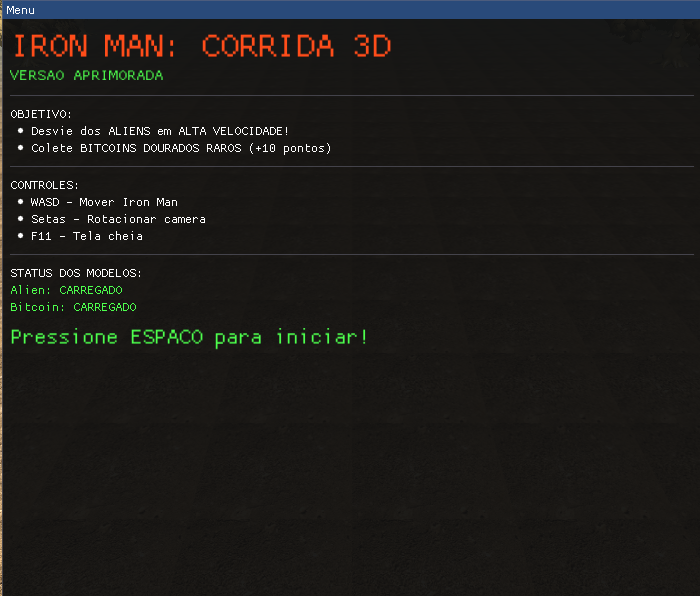 Menu
IRON MAN: CORRIDA 3D
VERSAO APRIMORADA
OBJETIVO:
• Desvie dos ALIENS em ALTA VELOCIDADE!
• Colete BITCOINS DOURADOS RAROS (+10 pontos)
CONTROLES:
• WASD - Mover Iron Man
• Setas - Rotacionar camera
• F11 - Tela cheia
STATUS DOS MODELOS:
Alien: CARREGADO
Bitcoin: CARREGADO
Pressione ESPACO para iniciar!